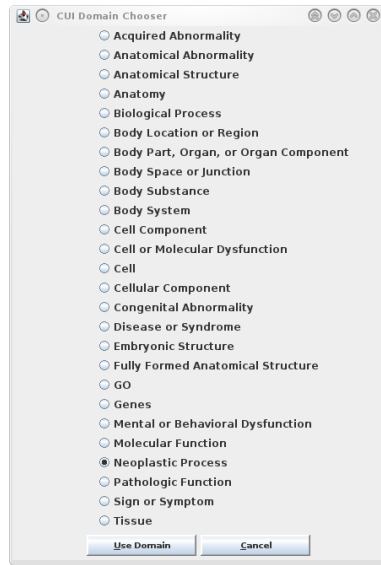 CUI Domain Chooser
Acquired Abnormality
Anatomical Abnormality
Anatomical Structure
Anatomy
Biological Process
Body Location or Region
Body Part, Organ, or Organ Component
Body Space or Junction
Body Substance
Body System
Cell Component
Cell or Molecular Dysfunction
Cell
Cellular Component
Congenital Abnormality
Disease or Syndrome
Embryonic Structure
Fully Formed Anatomical Structure
GO
Genes
Mental or Behavioral Dysfunction
Molecular Function
Neoplastic Process
Pathologic Function
Sign or Symptom
Tissue
Use Domain Cancel